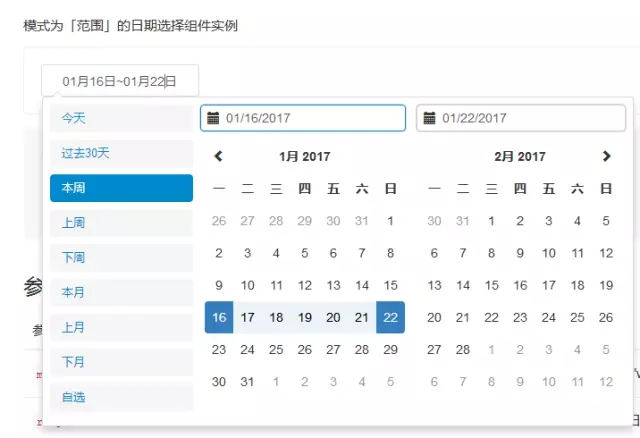 模式为「范围」的日期选择组件实例
01月16日~01月22日
今天
过去30天
本周
上周
下周
本月
上月
下月
自选
01/16/2017
01/22/2017
1月 2017
一 二 三 四 五 六 日
26 27 28 29 30 31 1
2 3 4 5 6 7 8
9 10 11 12 13 14 15
16 17 18 19 20 21 22
23 24 25 26 27 28 29
30 31 1 2 3 4 5
2月 2017
一 二 三 四 五 六 日
30 31 1 2 3 4 5
6 7 8 9 10 11 12
13 14 15 16 17 18 19
20 21 22 23 24 25 26
27 28 1 2 3 4 5
6 7 8 9 10 11 12